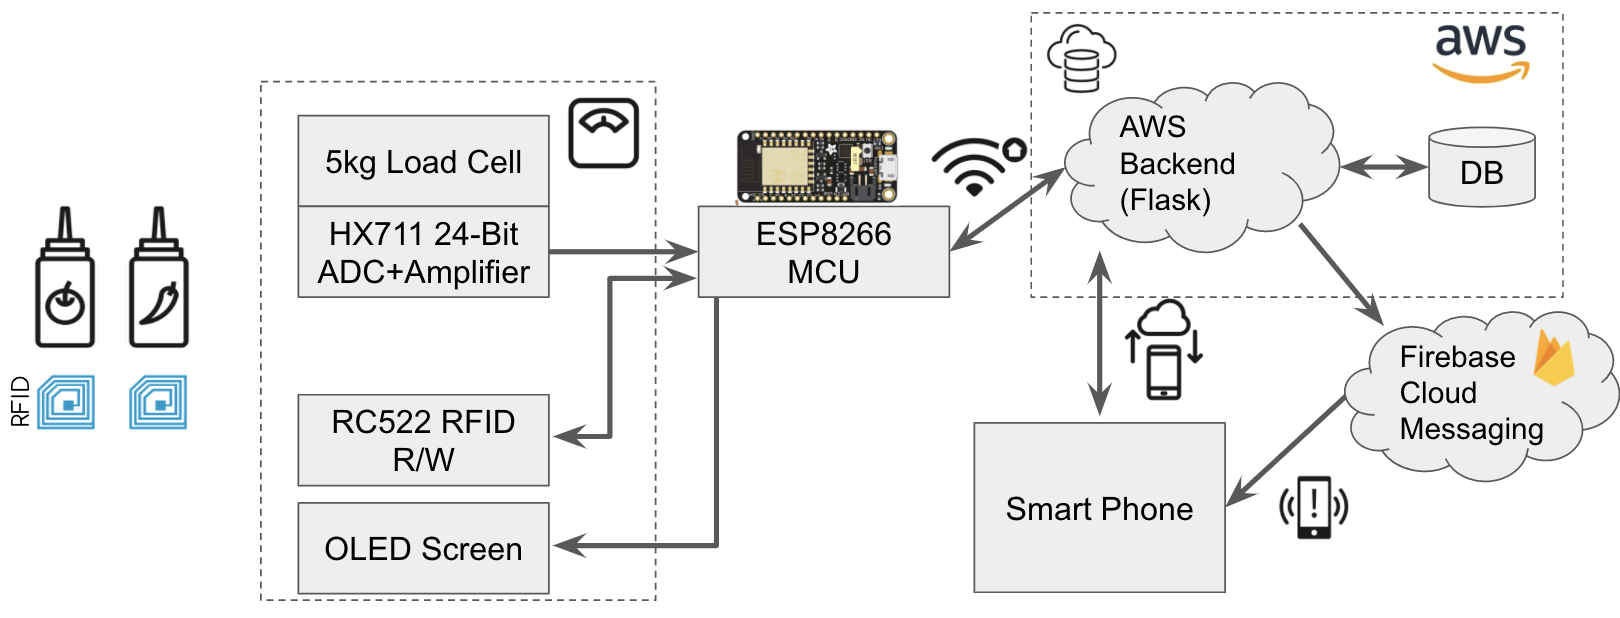 aws
AWS
Backend
(Flask)
DB
5kg Load Cell
HX711 24-Bit
ADC+Amplifier
ESP8266
MCU
RFID
RC522 RFID
R/W
OLED Screen
Smart Phone
Firebase
Cloud
Messaging
!